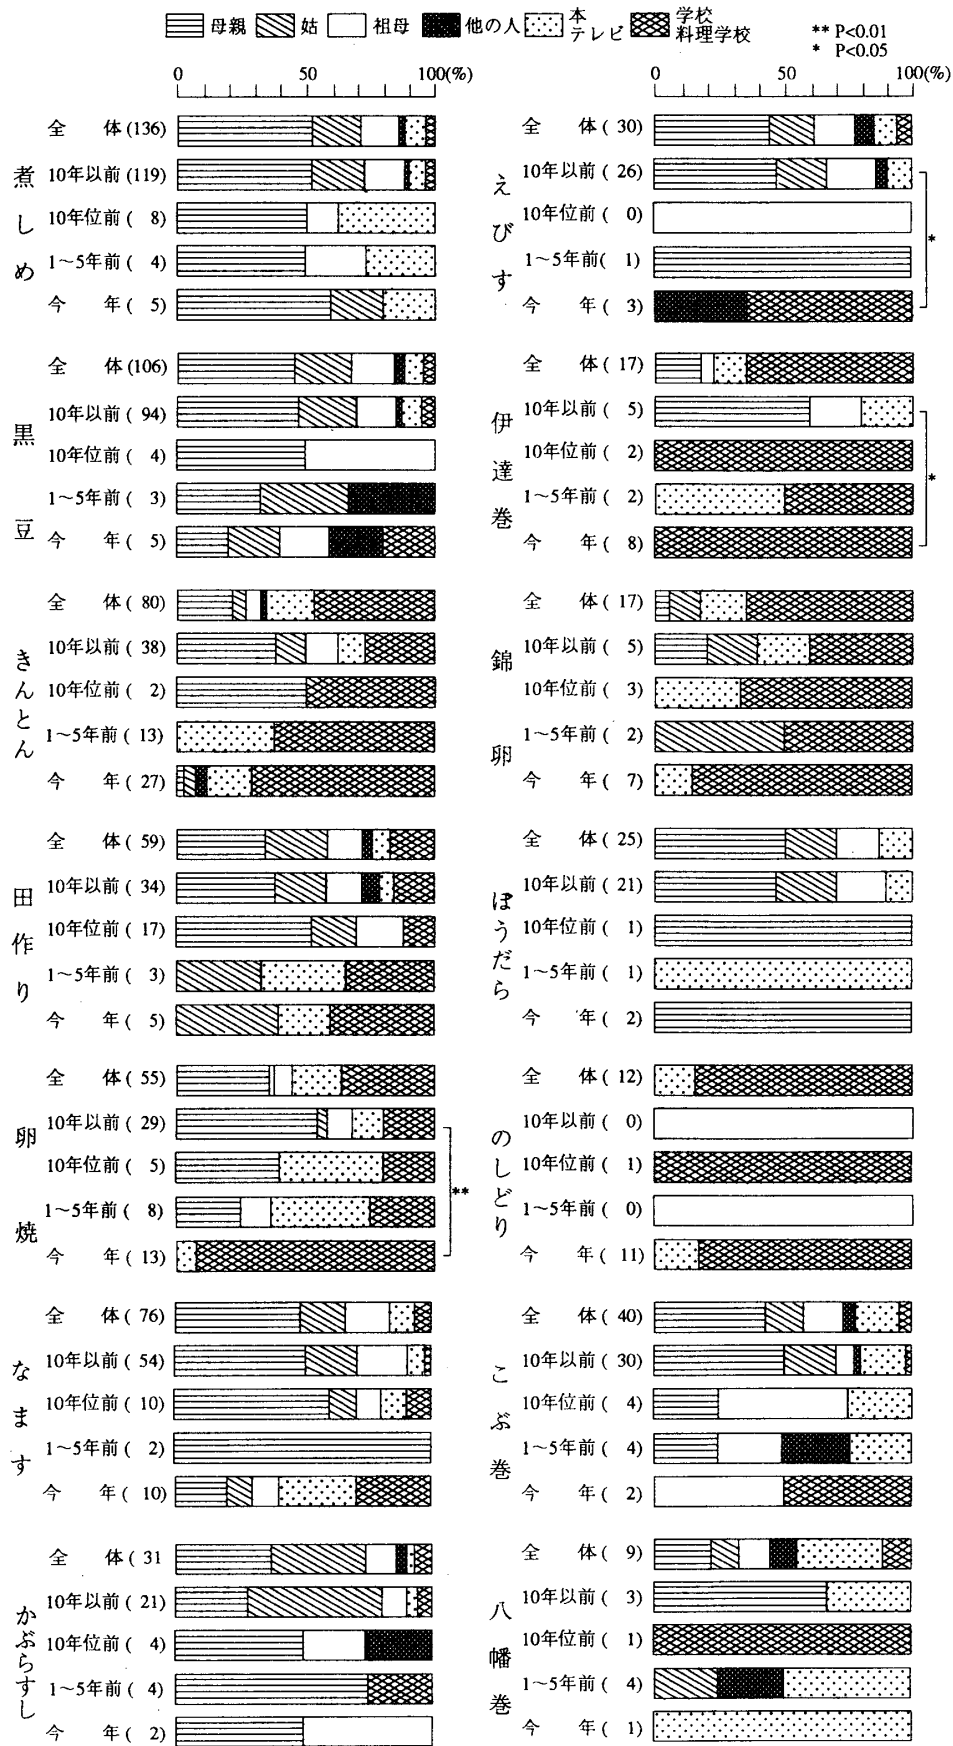 母親 姑 祖母 他の人 本 テレビ 学校 料理学校
** P<0.01
* P<0.05
0 50 100(%)
煮しめ
全 体(136)
10年以前(119)
10年位前( 8)
1～5年前( 4)
今 年( 5)
黒豆
全 体(106)
10年以前( 94)
10年位前( 4)
1～5年前( 3)
今 年( 5)
きんとん
全 体( 80)
10年以前( 38)
10年位前( 2)
1～5年前( 13)
今 年( 27)
田作り
全 体( 59)
10年以前( 34)
10年位前( 17)
1～5年前( 3)
今 年( 5)
卵焼
全 体( 55)
10年以前( 29)
10年位前( 5)
1～5年前( 8)
今 年( 13)
**
なます
全 体( 76)
10年以前( 54)
10年位前( 10)
1～5年前( 2)
今 年( 10)
かぶらすし
全 体( 31
10年以前( 21)
10年位前( 4)
1～5年前( 4)
今 年( 2)
0 50 100(%)
えびす
全 体( 30)
10年以前( 26)
10年位前( 0)
1～5年前( 1)
今 年( 3)
*
伊達巻
全 体( 17)
10年以前( 5)
10年位前( 2)
1～5年前( 2)
今 年( 8)
*
錦卵
全 体( 17)
10年以前( 5)
10年位前( 3)
1～5年前( 2)
今 年( 7)
ぼうだら
全 体( 25)
10年以前( 21)
10年位前( 1)
1～5年前( 1)
今 年( 2)
のしどり
全 体( 12)
10年以前( 0)
10年位前( 1)
1～5年前( 0)
今 年( 11)
こぶ巻
全 体( 40)
10年以前( 30)
10年位前( 4)
1～5年前( 4)
今 年( 2)
八幡巻
全 体( 9)
10年以前( 3)
10年位前( 1)
1～5年前( 4)
今 年( 1)